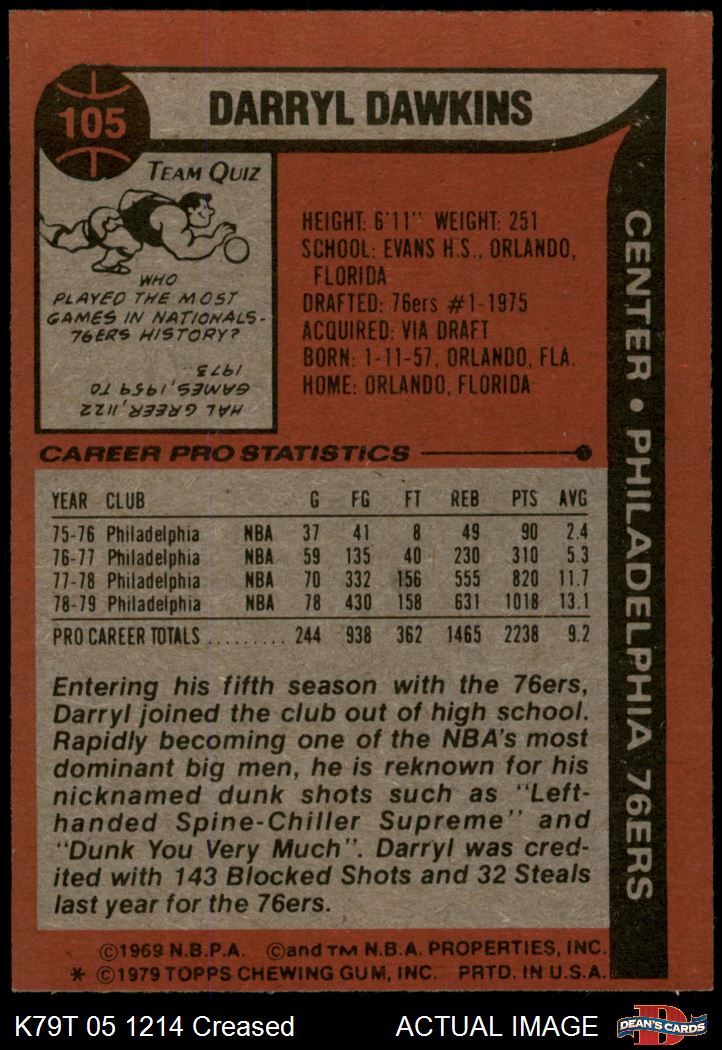 105
DARRYL DAWKINS
TEAM QUIZ
WHO
PLAYED THE MOST
GAMES IN NATIONALS-
76ERS HISTORY?
HAL GREER, 1122
GAMES, 1959 TO
1973
HEIGHT: 6'11" WEIGHT: 251
SCHOOL: EVANS H.S., ORLANDO,
FLORIDA
DRAFTED: 76ers #1-1975
ACQUIRED: VIA DRAFT
BORN: 1-11-57, ORLANDO, FLA.
HOME: ORLANDO, FLORIDA
CENTER • PHILADELPHIA 76ERS
CAREER PRO STATISTICS
YEAR CLUB G FG FT REB PTS AVG
75-76 Philadelphia NBA 37 41 8 49 90 2.4
76-77 Philadelphia NBA 59 135 40 230 310 5.3
77-78 Philadelphia NBA 70 332 156 555 820 11.7
78-79 Philadelphia NBA 78 430 158 631 1018 13.1
PRO CAREER TOTALS ......... 244 938 362 1465 2238 9.2
Entering his fifth season with the 76ers,
Darryl joined the club out of high school.
Rapidly becoming one of the NBA's most
dominant big men, he is reknown for his
nicknamed dunk shots such as "Left-
handed Spine-Chiller Supreme" and
"Dunk You Very Much". Darryl was cred-
ited with 143 Blocked Shots and 32 Steals
last year for the 76ers.
©1969 N.B.P.A. ©and TM N.B.A. PROPERTIES, INC.
* ©1979 TOPPS CHEWING GUM, INC. PRTD. IN U.S.A.
K79T 05 1214 Creased ACTUAL IMAGE
D
DEAN'S CARDS